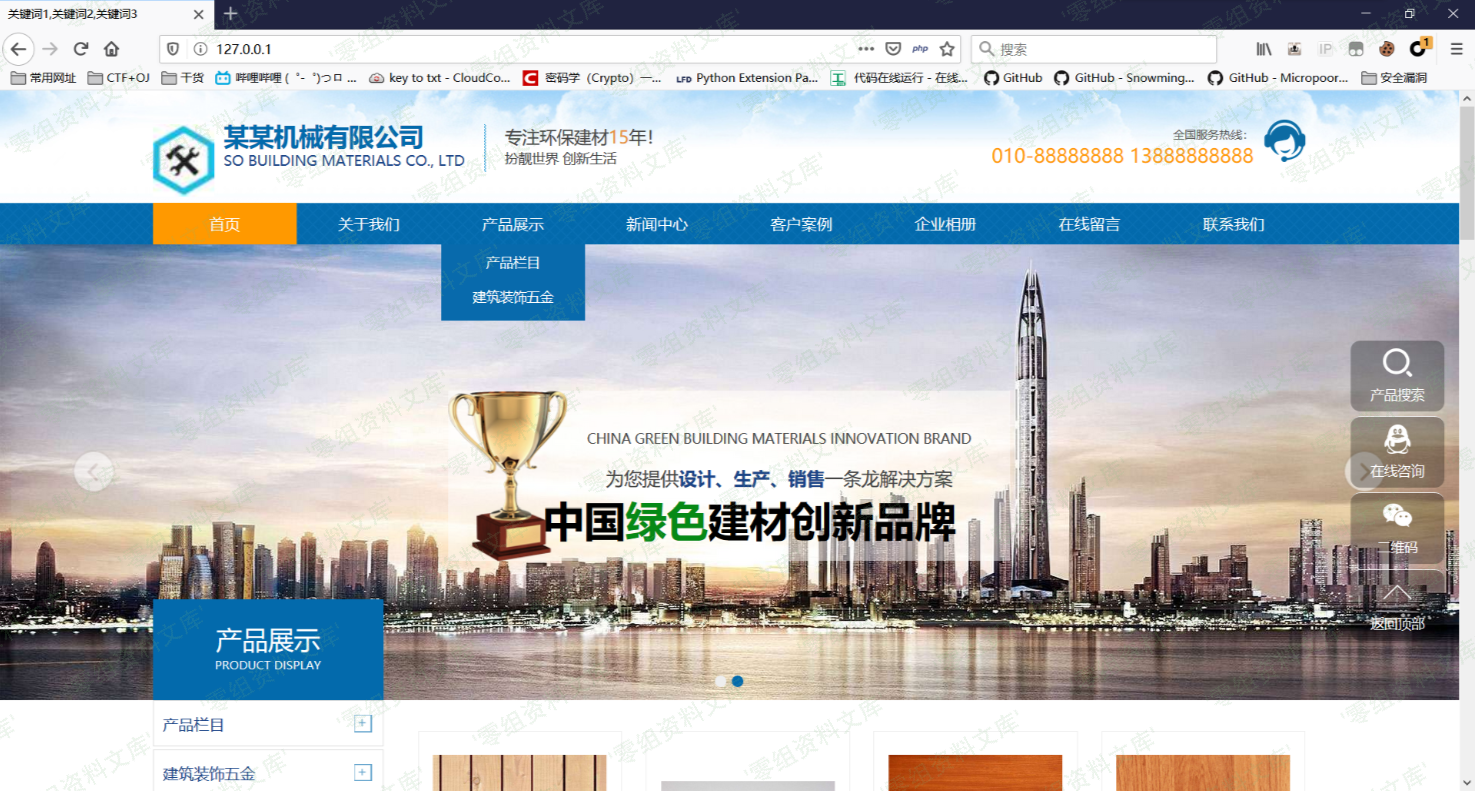 关键词1,关键词2,关键词3
127.0.0.1
php
搜索
IP
1
常用网址
CTF+OJ
干货
哔哩哔哩 ( ゜- ゜)つロ ...
key to txt - CloudCo...
密码学（Crypto）—...
LFD Python Extension Pa...
代码在线运行 - 在线...
GitHub
GitHub - Snowming...
GitHub - Micropoor...
安全漏洞
某某机械有限公司
SO BUILDING MATERIALS CO., LTD
专注环保建材15年!
扮靓世界 创新生活
全国服务热线:
010-88888888 13888888888
首页
关于我们
产品展示
新闻中心
客户案例
企业相册
在线留言
联系我们
产品栏目
建筑装饰五金
CHINA GREEN BUILDING MATERIALS INNOVATION BRAND
为您提供设计、生产、销售一条龙解决方案
中国绿色建材创新品牌
产品搜索
在线咨询
二维码
返回顶部
产品展示
PRODUCT DISPLAY
产品栏目
建筑装饰五金
'零组资料文库'